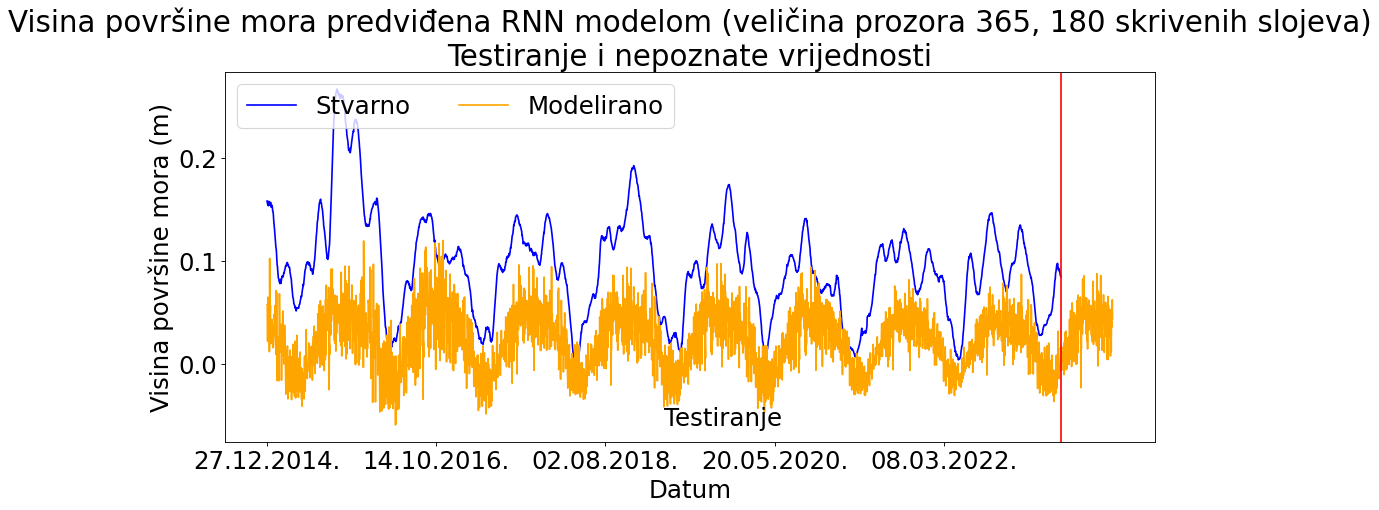 Visina površine mora predviđena RNN modelom (veličina prozora 365, 180 skrivenih slojeva)
Testiranje i nepoznate vrijednosti
Stvarno
Modelirano
Visina površine mora (m)
0.2
0.1
0.0
Testiranje
27.12.2014.
14.10.2016.
02.08.2018.
20.05.2020.
08.03.2022.
Datum